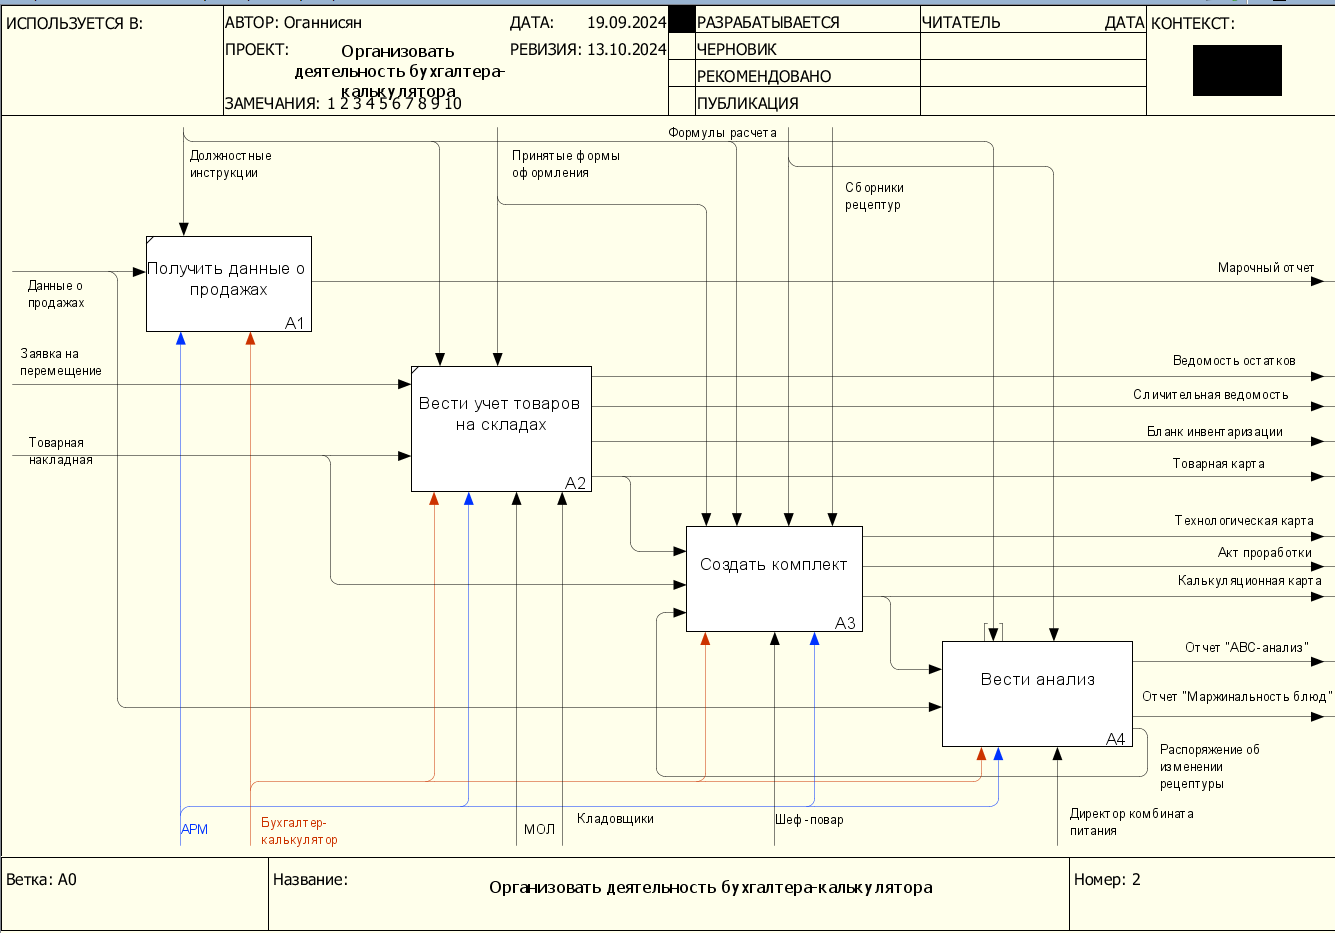 ИСПОЛЬЗУЕТСЯ В:
АВТОР: Оганнисян
ДАТА: 19.09.2024
ПРОЕКТ: Организовать
деятельность бухгалтера-
калькулятора
РЕВИЗИЯ: 13.10.2024
ЗАМЕЧАНИЯ: 1 2 3 4 5 6 7 8 9 10
РАЗРАБАТЫВАЕТСЯ
ЧЕРНОВИК
РЕКОМЕНДОВАНО
ПУБЛИКАЦИЯ
ЧИТАТЕЛЬ
ДАТА
КОНТЕКСТ:
Формулы расчета
Должностные
инструкции
Принятые формы
оформления
Сборники
рецептур
Получить данные о
продажах
A1
Данные о
продажах
Марочный отчет
Заявка на
перемещение
Ведомость остатков
Сличительная ведомость
Вести учет товаров
на складах
A2
Бланк инвентаризации
Товарная
накладная
Товарная карта
Технологическая карта
Акт проработки
Создать комплект
A3
Калькуляционная карта
Отчет "АВС-анализ"
Вести анализ
A4
Отчет "Маржинальность блюд"
Распоряжение об
изменении
рецептуры
АРМ
Бухгалтер-
калькулятор
МОЛ
Кладовщики
Шеф-повар
Директор комбината
питания
Ветка: A0
Название:
Организовать деятельность бухгалтера-калькулятора
Номер: 2